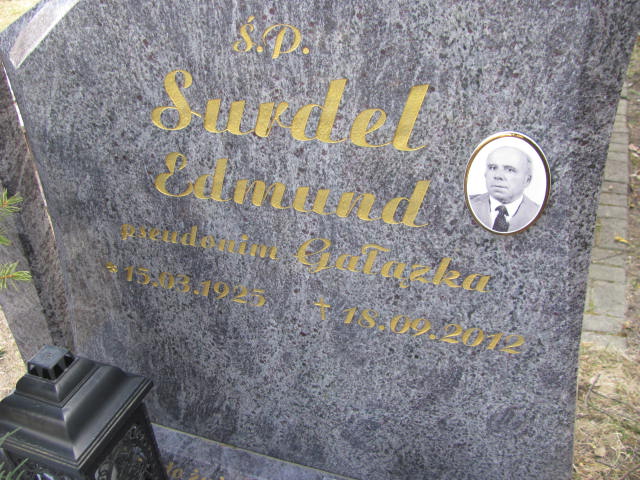 Ś.P.
Surdel
Edmund
pseudonim Gałązka
* 15.03.1925 + 18.09.2012